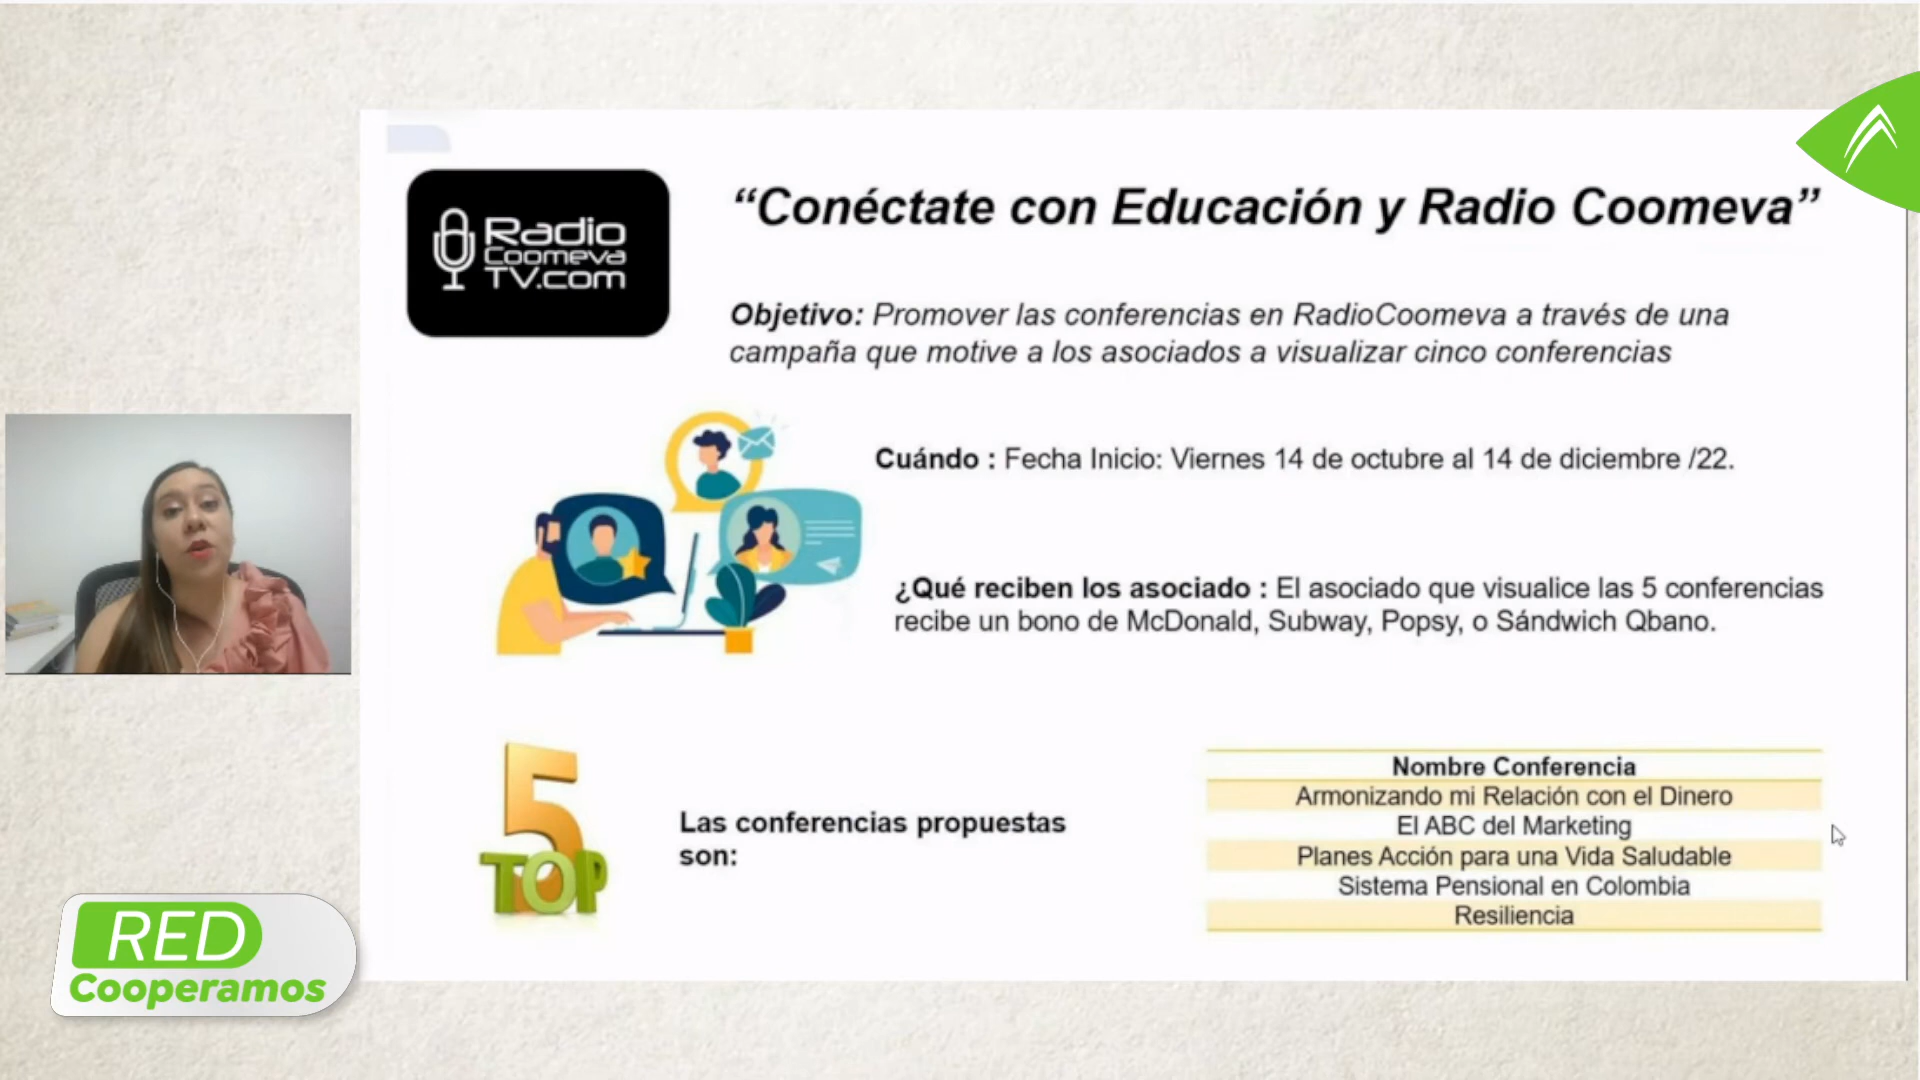 Radio
Coomeva
TV.com
“Conéctate con Educación y Radio Coomeva”
Objetivo: Promover las conferencias en RadioCoomeva a través de una
campaña que motive a los asociados a visualizar cinco conferencias
Cuándo : Fecha Inicio: Viernes 14 de octubre al 14 de diciembre /22.
¿Qué reciben los asociado : El asociado que visualice las 5 conferencias
recibe un bono de McDonald, Subway, Popsy, o Sándwich Qbano.
5
TOP
Las conferencias propuestas
son:
Nombre Conferencia
Armonizando mi Relación con el Dinero
El ABC del Marketing
Planes Acción para una Vida Saludable
Sistema Pensional en Colombia
Resiliencia
RED
Cooperamos